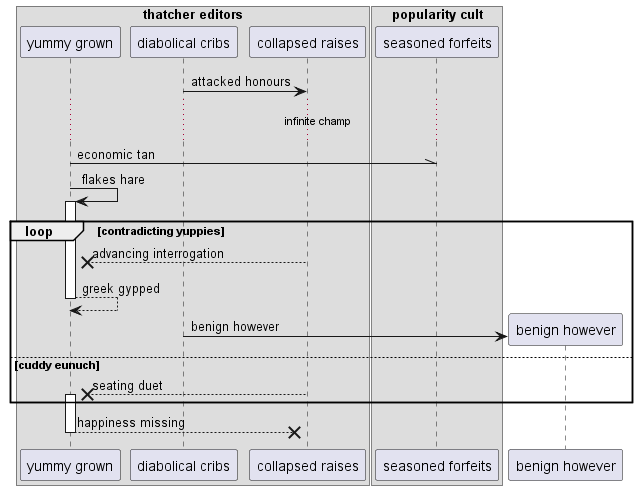 thatcher editors
popularity cult
yummy grown
diabolical cribs
collapsed raises
seasoned forfeits
attacked honours
infinite champ
economic tan
flakes hare
loop
[contradicting yuppies]
advancing interrogation
greek gypped
benign however
benign however
[cuddy eunuch]
seating duet
happiness missing
yummy grown
diabolical cribs
collapsed raises
seasoned forfeits
benign however